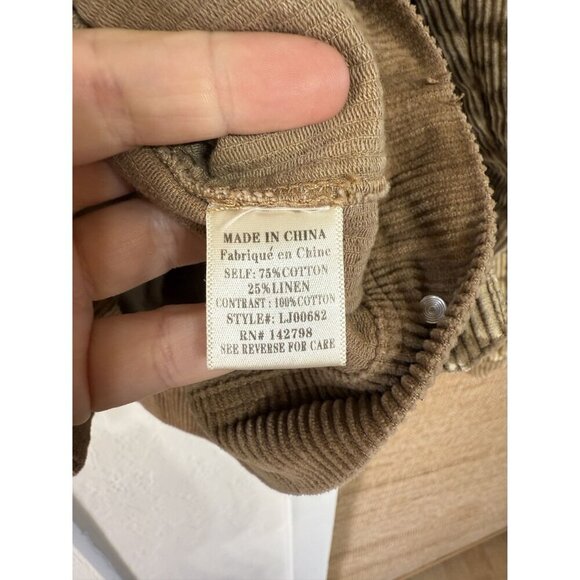 MADE IN CHINA
Fabriqué en Chine
SELF: 75%COTTON
25%LINEN
CONTRAST: 100%COTTON
STYLE#: LJ00682
RN# 142798
SEE REVERSE FOR CARE